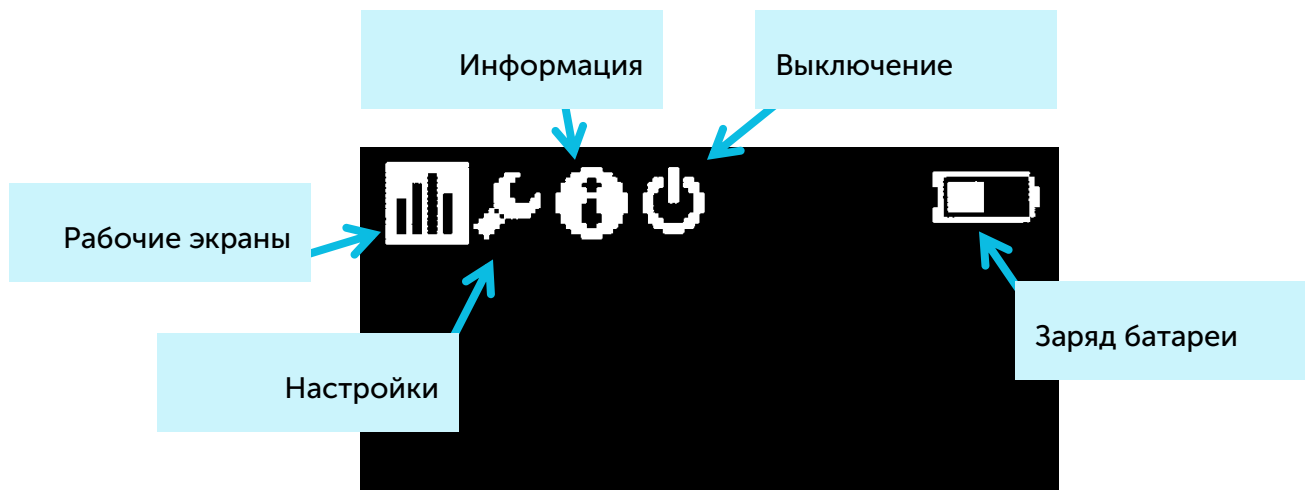 Информация
Выключение
Рабочие экраны
Настройки
Заряд батареи